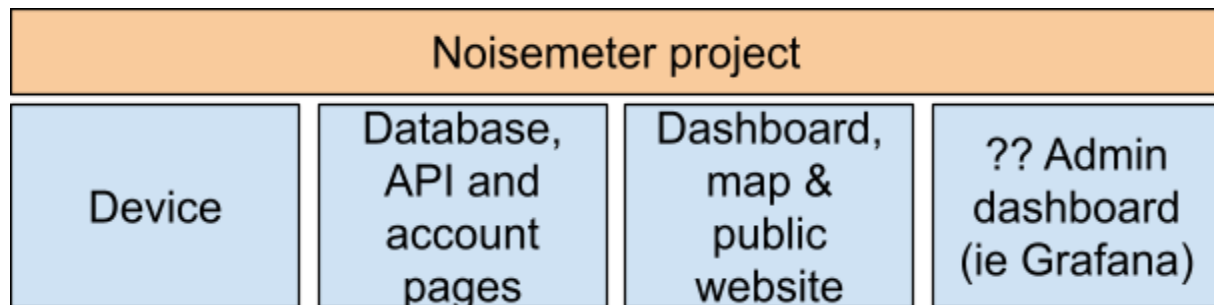 Noisemeter project
Device
Database,
API and
account
pages
Dashboard,
map &
public
website
?? Admin
dashboard
(ie Grafana)